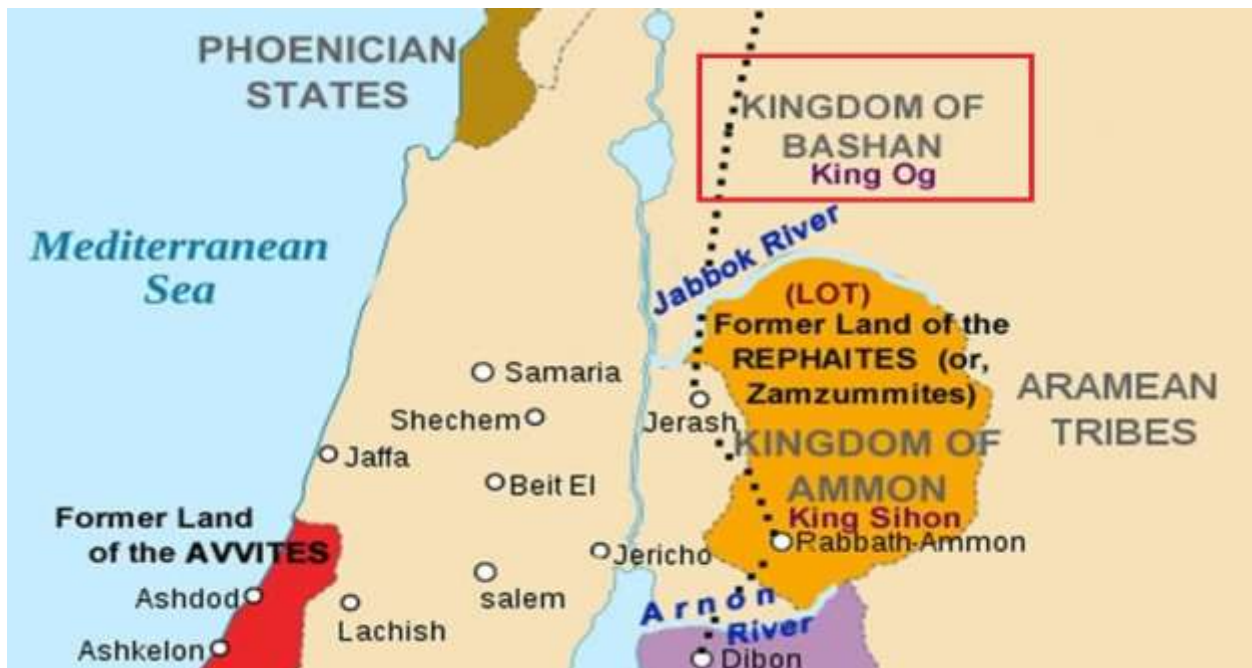 PHOENICIAN
STATES
KINGDOM OF
BASHAN
King Og
Mediterranean
Sea
Jabbok River
(LOT)
Former Land of the
REPHAITES (or,
Zamzummites)
ARAMEAN
TRIBES
Samaria
Shechem
Jerash
KINGDOM OF
AMMON
King Sihon
Jaffa
Beit El
Former Land
of the AVVITES
Jericho
Rabbath-Ammon
Ashdod
salem
Lachish
Arnon
River
Ashkelon
Dibon